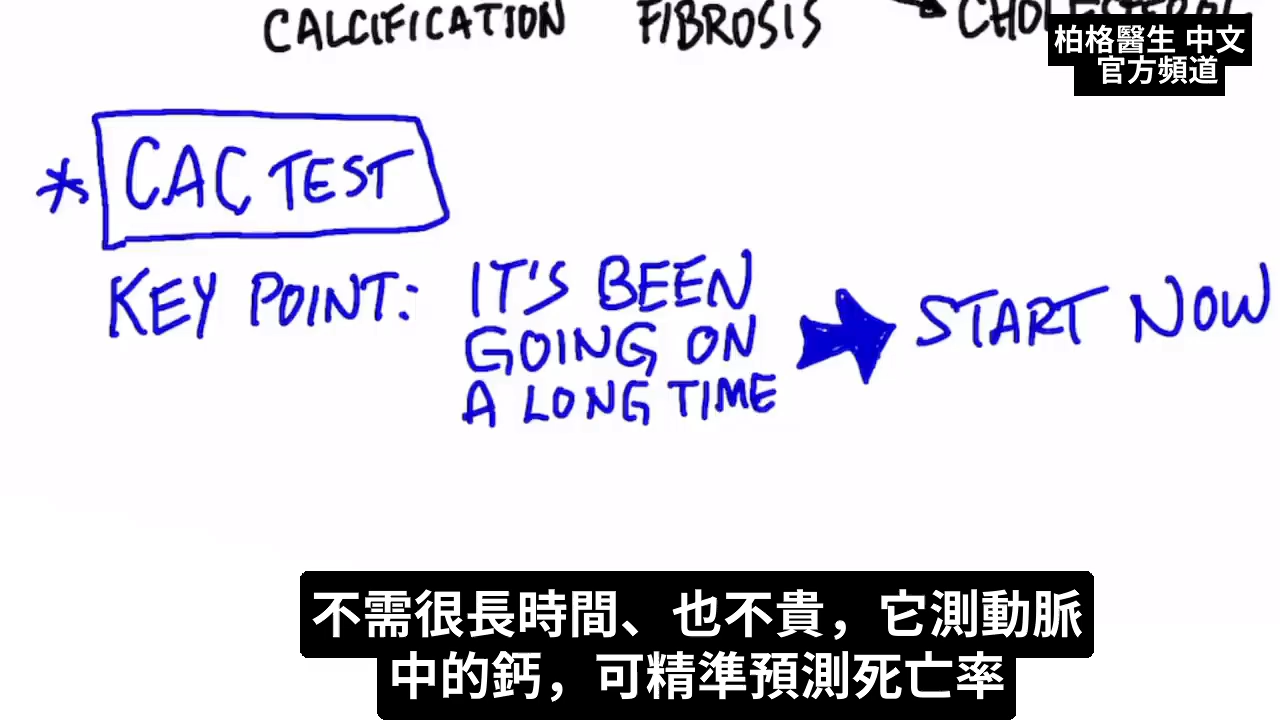 CALCIFICATION FIBROSIS CHOLESTEROL
柏格醫生 中文
官方頻道
* CAC TEST
KEY POINT: IT'S BEEN
GOING ON
A LONG TIME
START NOW
不需很長時間、也不貴，它測動脈
中的鈣，可精準預測死亡率